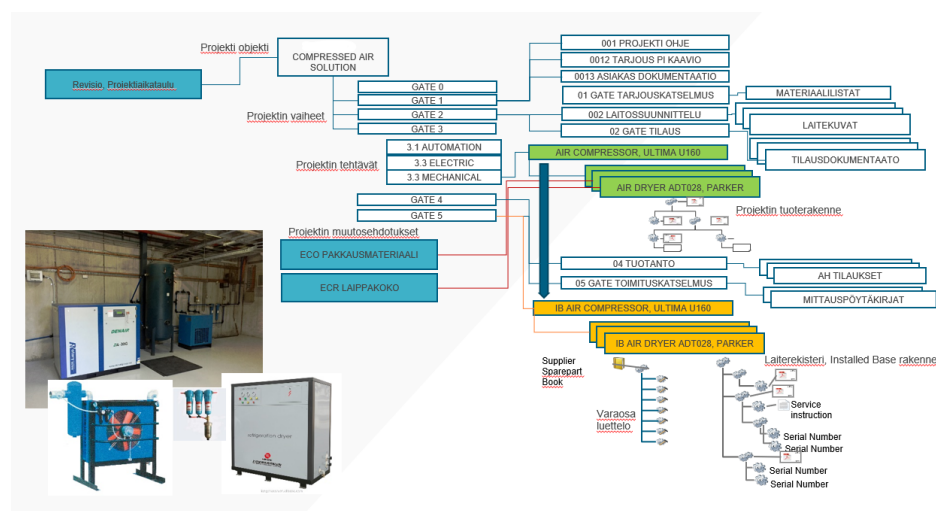 Projekti objekti
COMPRESSED AIR
SOLUTION
Revisio, Projektiaikataulu
Projektin vaiheet
GATE 0
GATE 1
GATE 2
GATE 3
001 PROJEKTI OHJE
0012 TARJOUS PI KAAVIO
0013 ASIAKAS DOKUMENTAATIO
01 GATE TARJOUSKATSELMUS
002 LAITOSSUUNNITTELU
02 GATE TILAUS
MATERIAALILISTAT
LAITEKUVAT
TILAUSDOKUMENTAATO
Projektin tehtävät
3.1 AUTOMATION
3.3 ELECTRIC
3.3 MECHANICAL
AIR COMPRESSOR, ULTIMA U160
AIR DRYER ADT028, PARKER
Projektin tuoterakenne
GATE 4
GATE 5
Projektin muutosehdotukset
ECO PAKKAUSMATERIAALI
ECR LAIPPAKOKO
04 TUOTANTO
05 GATE TOIMITUSKATSELMUS
AH TILAUKSET
MITTAUSPÖYTÄKIRJAT
IB AIR COMPRESSOR, ULTIMA U160
IB AIR DRYER ADT028, PARKER
Supplier
Sparepart
Book
Varaosa
luettelo
Laiterekisteri, Installed Base rakenne
Service
instruction
Serial Number
Serial Number
Serial Number
Serial Number
DENAIR
refrigeration dryer